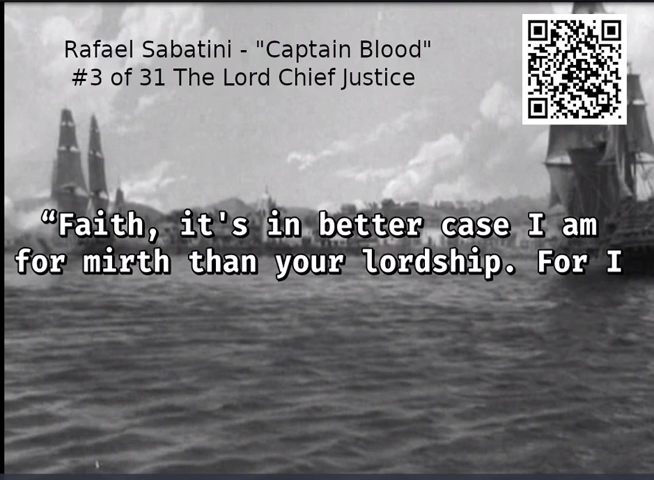 Rafael Sabatini - "Captain Blood"
#3 of 31 The Lord Chief Justice
“Faith, it's in better case I am
for mirth than your lordship. For I